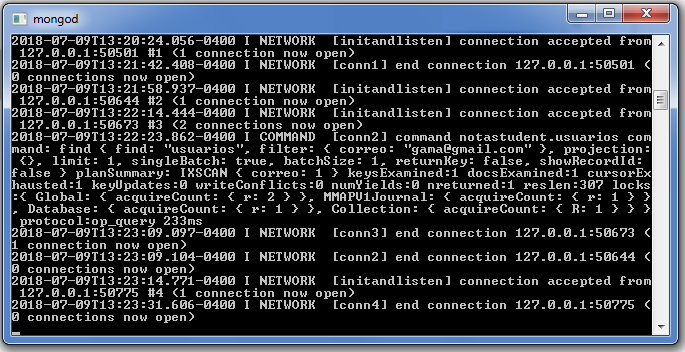 mongod
2018-07-09T13:20:24.056-0400 I NETWORK  [initandlisten] connection accepted from
 127.0.0.1:50501 #1 (1 connection now open)
2018-07-09T13:21:42.408-0400 I NETWORK  [conn1] end connection 127.0.0.1:50501 (
0 connections now open)
2018-07-09T13:21:58.937-0400 I NETWORK  [initandlisten] connection accepted from
 127.0.0.1:50644 #2 (1 connection now open)
2018-07-09T13:22:14.444-0400 I NETWORK  [initandlisten] connection accepted from
 127.0.0.1:50673 #3 (2 connections now open)
2018-07-09T13:22:23.862-0400 I COMMAND  [conn2] command notastudent.usuarios com
mand: find { find: "usuarios", filter: { correo: "gama@gmail.com" }, projection:
 {}, limit: 1, singleBatch: true, batchSize: 1, returnKey: false, showRecordId:
false } planSummary: IXSCAN { correo: 1 } keysExamined:1 docsExamined:1 cursorEx
hausted:1 keyUpdates:0 writeConflicts:0 numYields:0 nreturned:1 reslen:307 locks
:{ Global: { acquireCount: { r: 2 } }, MMAPV1Journal: { acquireCount: { r: 1 } }
, Database: { acquireCount: { r: 1 } }, Collection: { acquireCount: { R: 1 } } }
 protocol:op_query 233ms
2018-07-09T13:23:09.097-0400 I NETWORK  [conn3] end connection 127.0.0.1:50673 (
1 connection now open)
2018-07-09T13:23:09.104-0400 I NETWORK  [conn2] end connection 127.0.0.1:50644 (
0 connections now open)
2018-07-09T13:23:14.771-0400 I NETWORK  [initandlisten] connection accepted from
 127.0.0.1:50775 #4 (1 connection now open)
2018-07-09T13:23:31.606-0400 I NETWORK  [conn4] end connection 127.0.0.1:50775 (
0 connections now open)